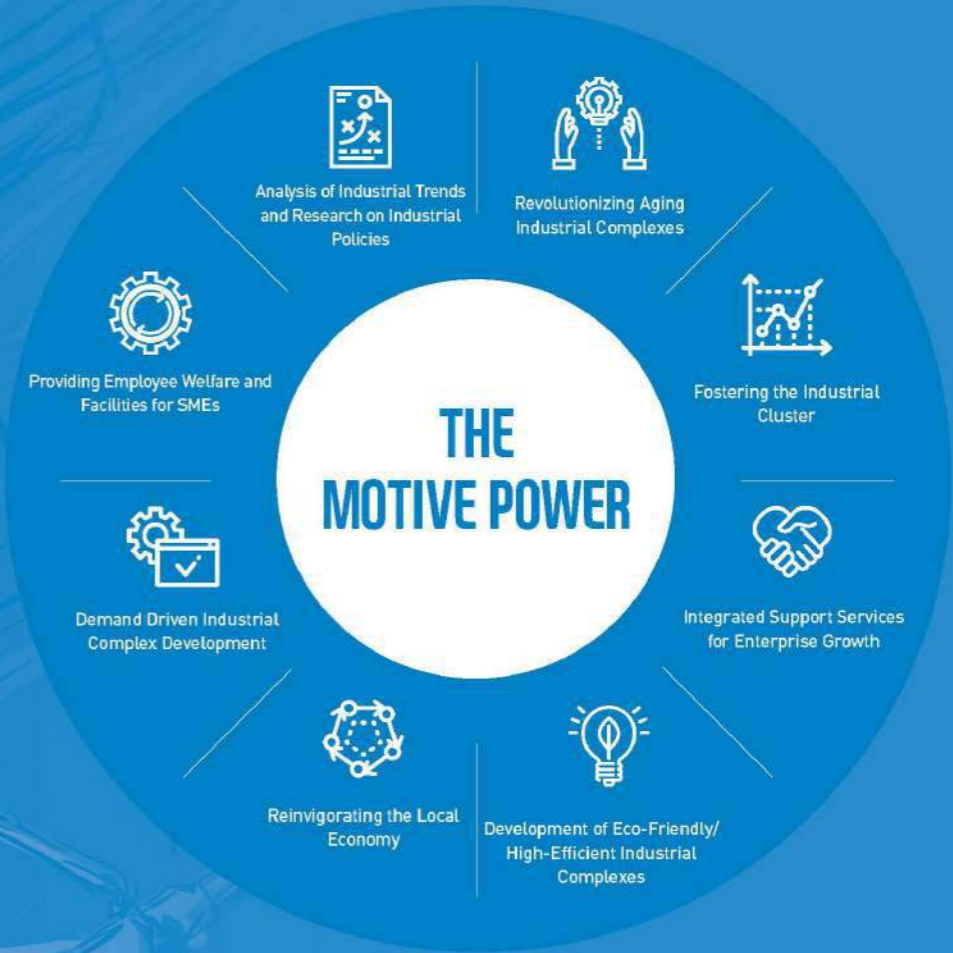 Analysis of Industrial Trends
and Research on Industrial
Policies
Revolutionizing Aging
Industrial Complexes
Providing Employee Welfare and
Facilities for SMEs
Fostering the Industrial
Cluster
THE
MOTIVE POWER
Demand Driven Industrial
Complex Development
Integrated Support Services
for Enterprise Growth
Reinvigorating the Local
Economy
Development of Eco-Friendly/
High-Efficient Industrial
Complexes